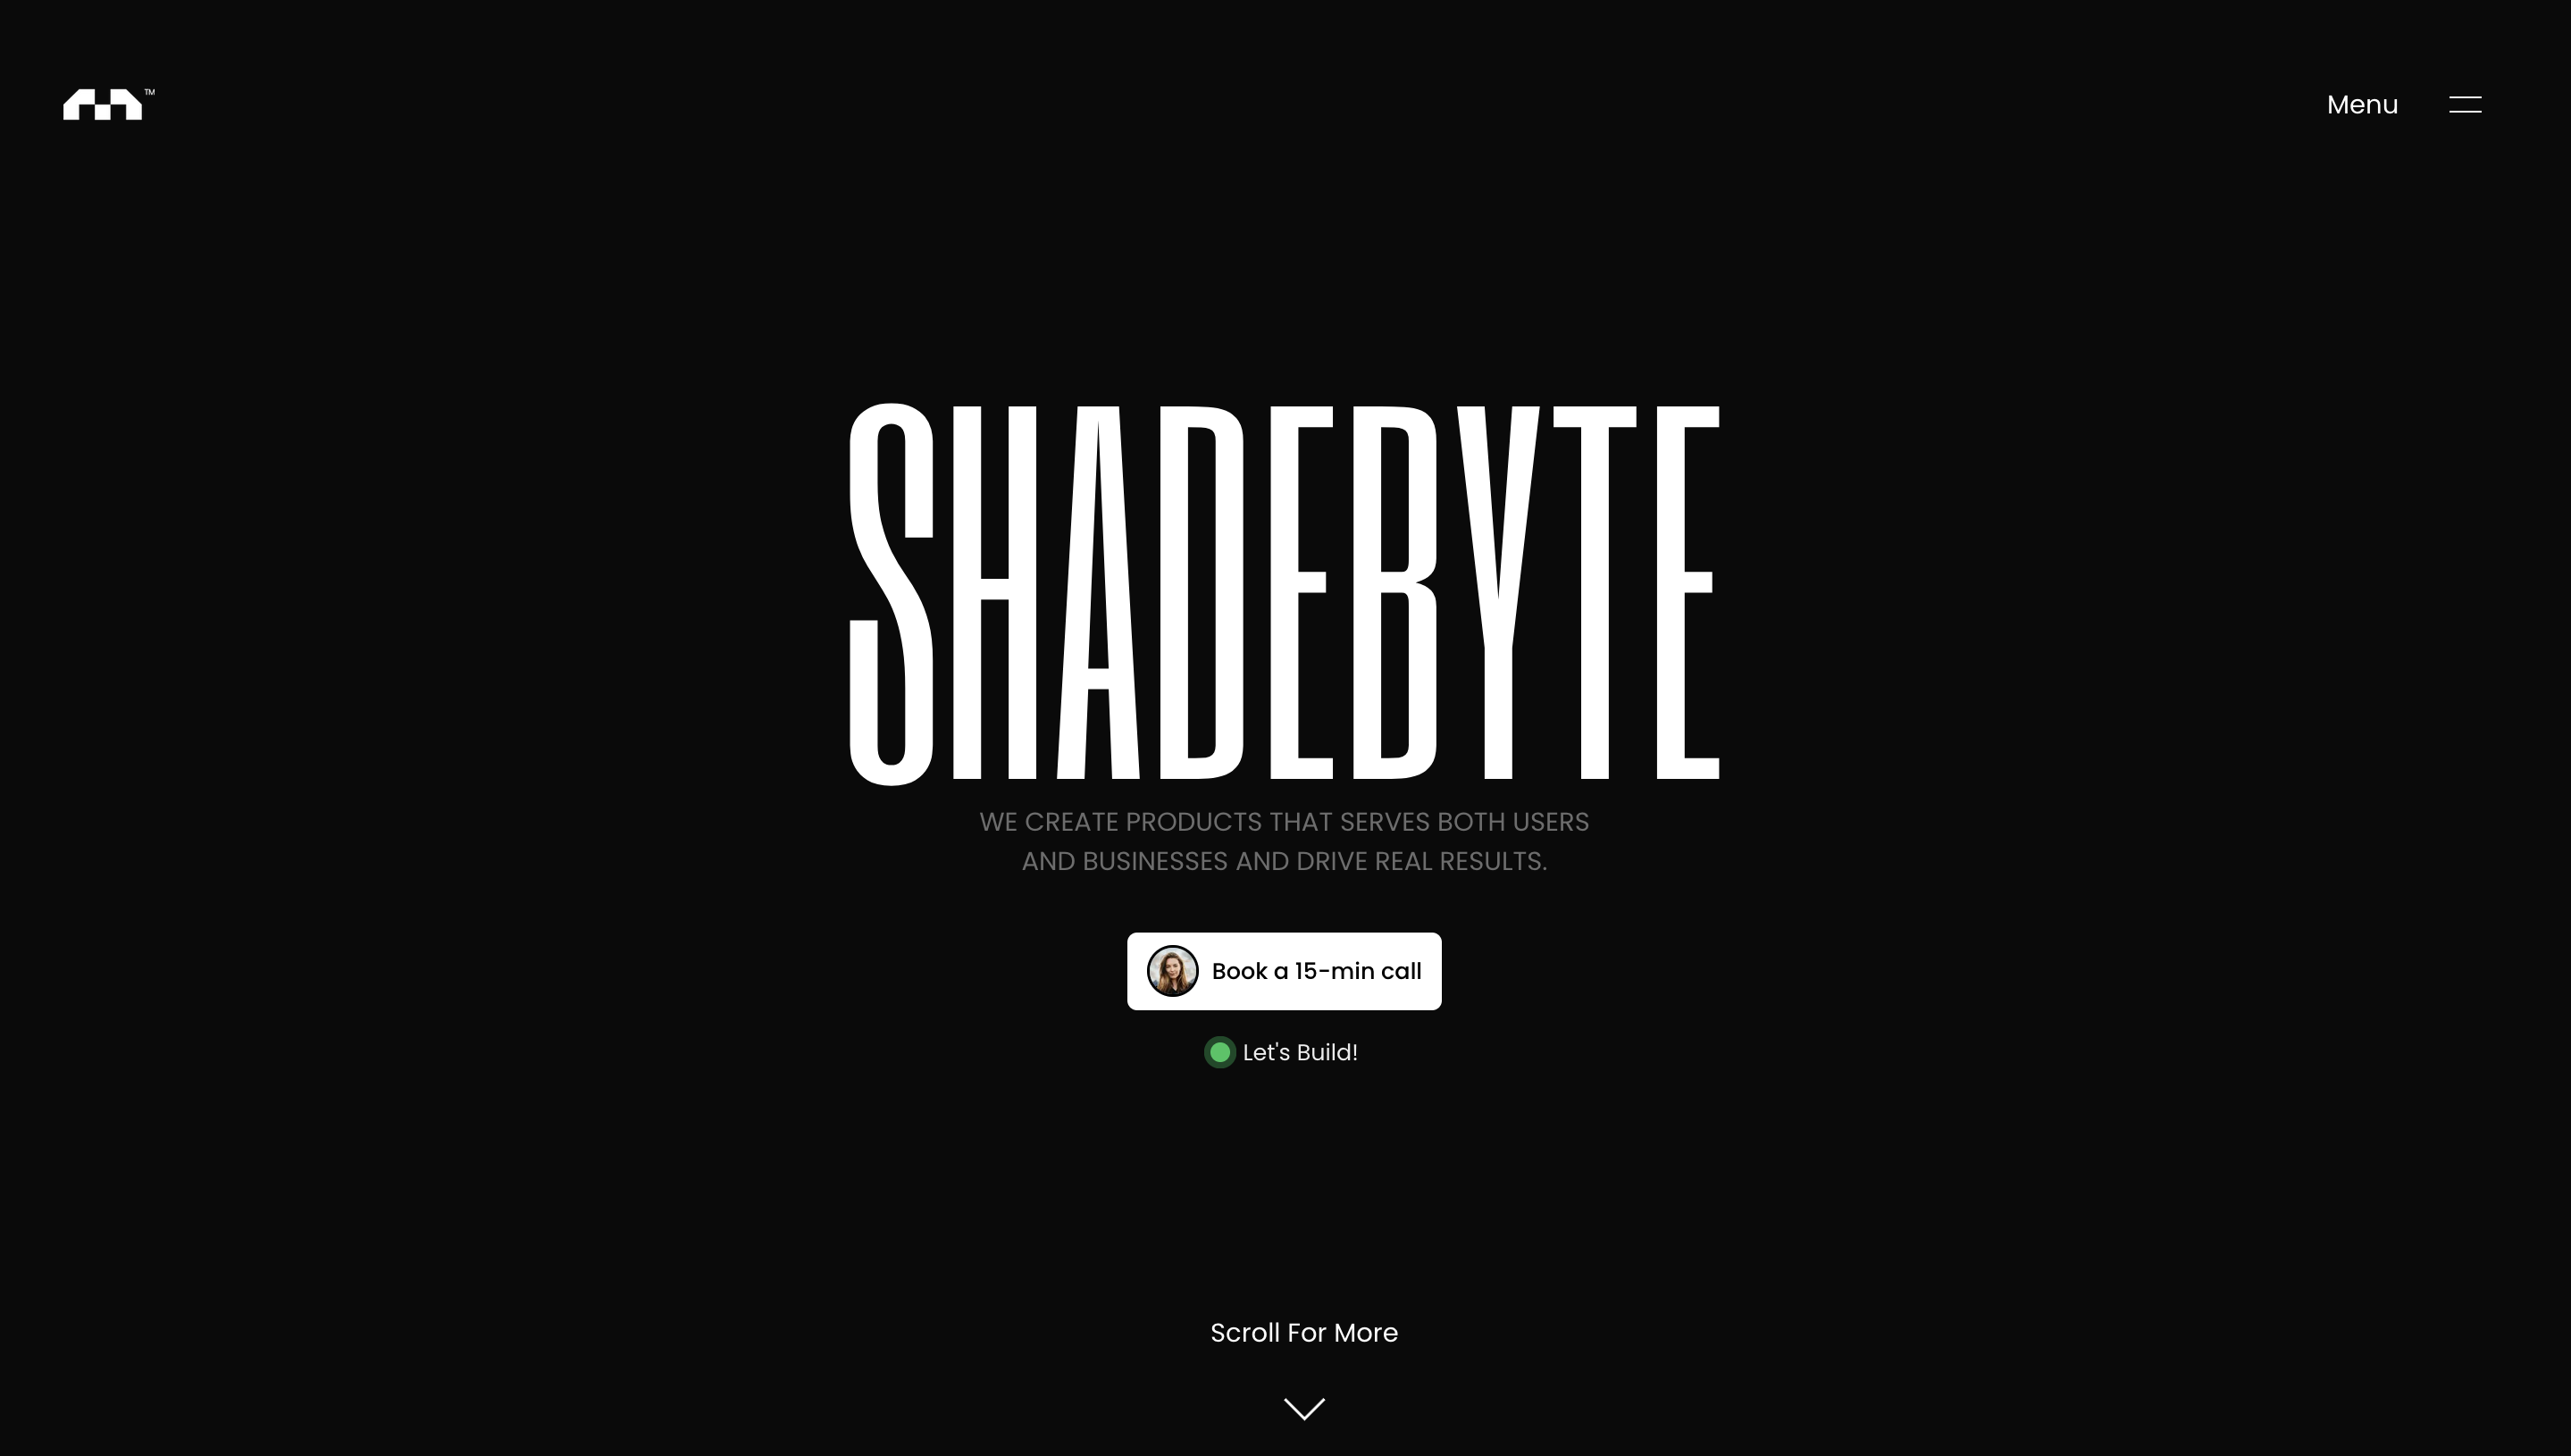 TM
Menu
SHADEBYTE
WE CREATE PRODUCTS THAT SERVES BOTH USERS
AND BUSINESSES AND DRIVE REAL RESULTS.
Book a 15-min call
Let's Build!
Scroll For More